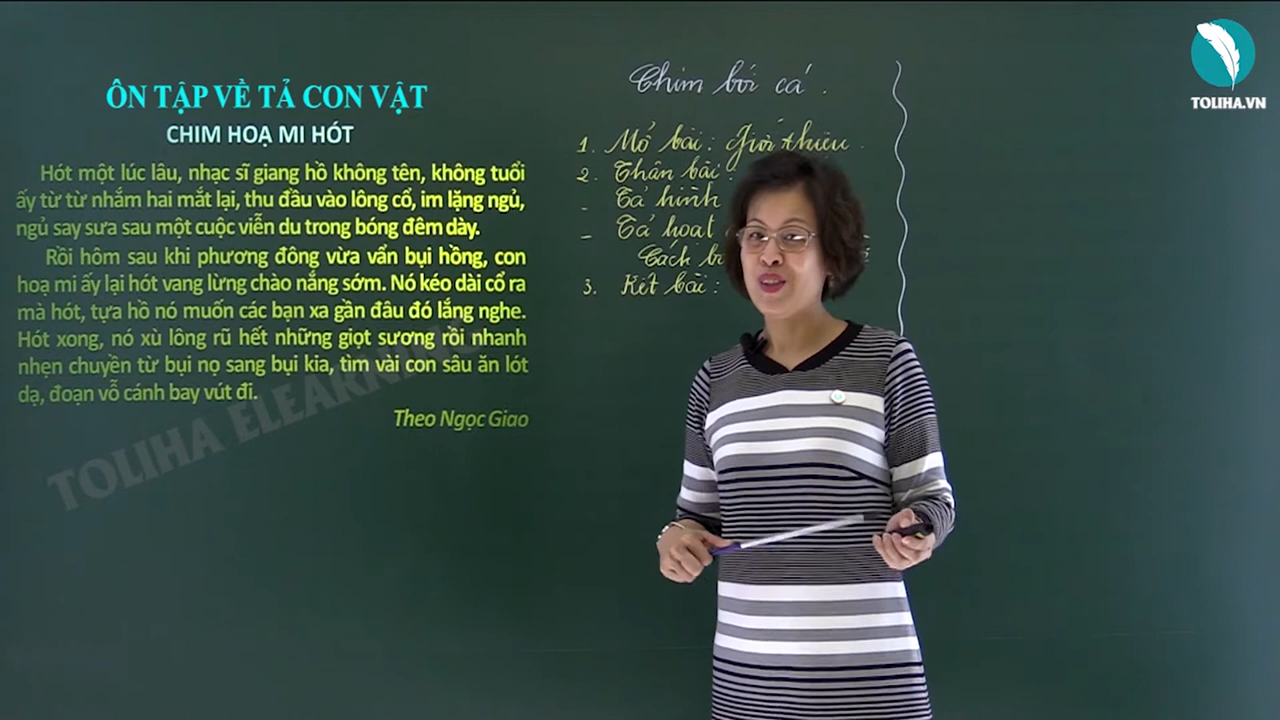 ÔN TẬP VỀ TẢ CON VẬT
CHIM HOẠ MI HÓT
Hót một lúc lâu, nhạc sĩ giang hồ không tên, không tuổi
ấy từ từ nhắm hai mắt lại, thu đầu vào lông cổ, im lặng ngủ,
ngủ say sưa sau một cuộc viễn du trong bóng đêm dày.
Rồi hôm sau khi phương đông vừa vẩn bụi hồng, con
hoạ mi ấy lại hót vang lừng chào nắng sớm. Nó kéo dài cổ ra
mà hót, tựa hồ nó muốn các bạn xa gần đâu đó lắng nghe.
Hót xong, nó xù lông rũ hết những giọt sương rồi nhanh
nhẹn chuyền từ bụi nọ sang bụi kia, tìm vài con sâu ăn lót
dạ, đoạn vỗ cánh bay vút đi.
Theo Ngọc Giao
TOLIHA
Chim bói cá.
1. Mở bài: Giới thiệu.
2. Thân bài:
- Tả hình
- Tả hoạt
Cách
3. Kết bài:
TOLIHA.VN